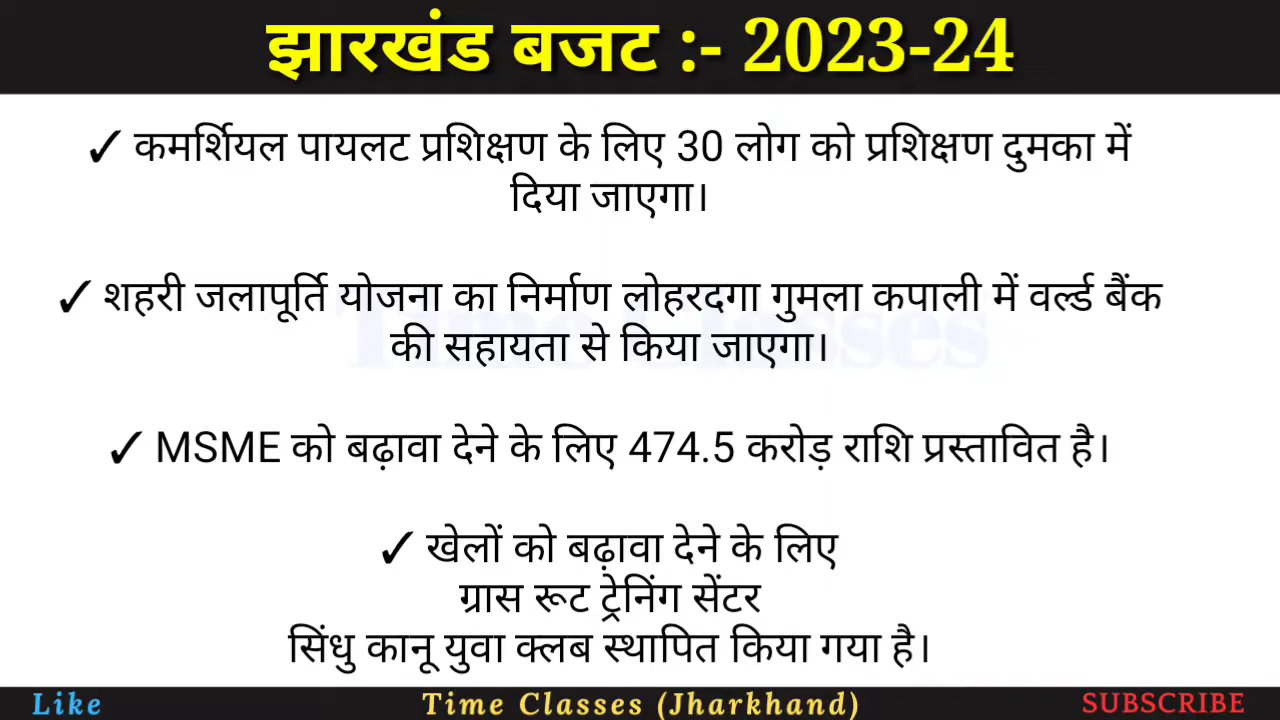 झारखंड बजट :- 2023-24
✓ कमर्शियल पायलट प्रशिक्षण के लिए 30 लोग को प्रशिक्षण दुमका में
दिया जाएगा।
✓ शहरी जलापूर्ति योजना का निर्माण लोहरदगा गुमला कपाली में वर्ल्ड बैंक
की सहायता से किया जाएगा।
Time Classes
✓ MSME को बढ़ावा देने के लिए 474.5 करोड़ राशि प्रस्तावित है।
✓ खेलों को बढ़ावा देने के लिए
ग्रास रूट ट्रेनिंग सेंटर
सिंधु कानू युवा क्लब स्थापित किया गया है।
Like Time Classes (Jharkhand) SUBSCRIBE